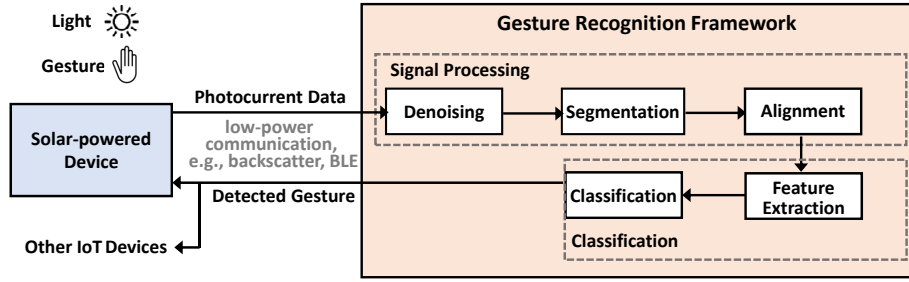 Light
Gesture
Gesture Recognition Framework
Signal Processing
Photocurrent Data
Denoising
Segmentation
Alignment
Solar-powered
Device
low-power
communication,
e.g., backscatter, BLE
Detected Gesture
Classification
Feature
Extraction
Classification
Other IoT Devices